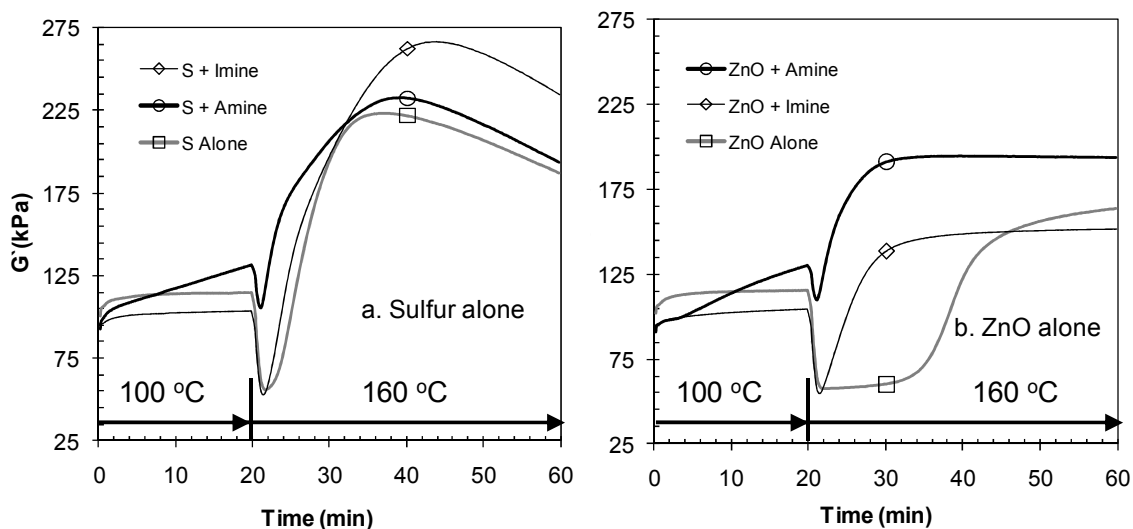 275
225
175
125
75
25
G`(kPa)
S + Imine
S + Amine
S Alone
a. Sulfur alone
100 °C
160 °C
0 10 20 30 40 50 60
Time (min)
275
225
175
125
75
25
ZnO + Amine
ZnO + Imine
ZnO Alone
b. ZnO alone
100 °C
160 °C
0 10 20 30 40 50 60
Time (min)